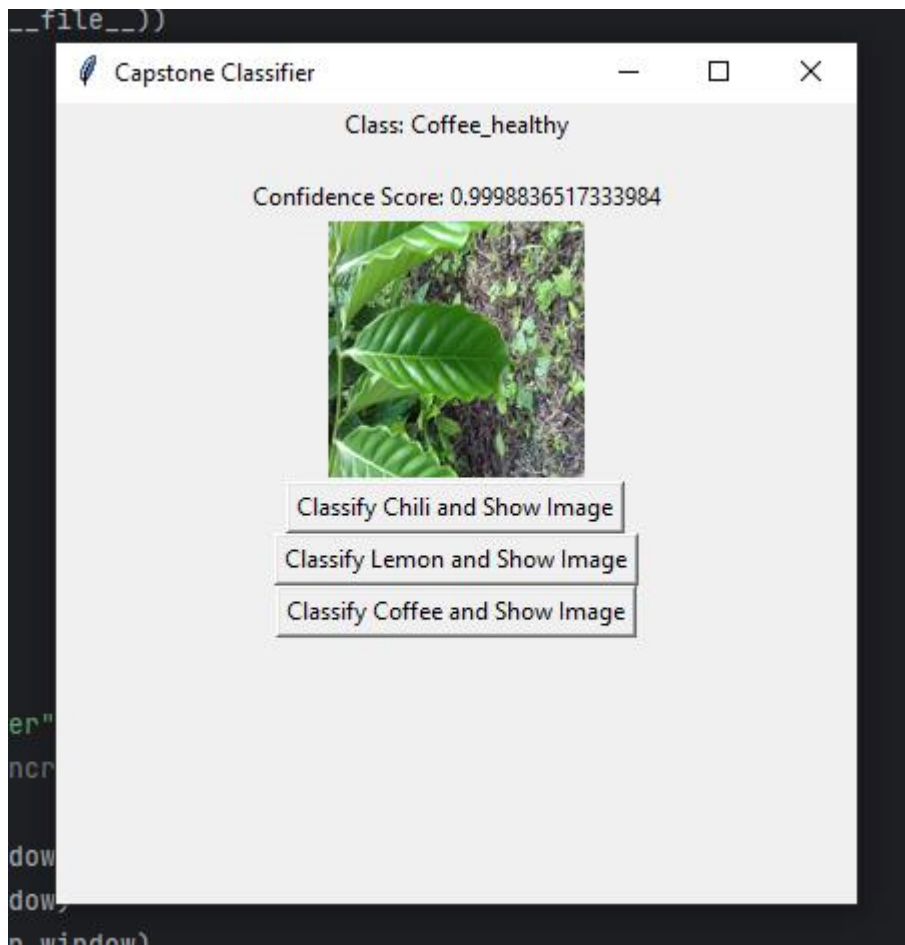 __file__))
Capstone Classifier
Class: Coffee_healthy
Confidence Score: 0.9998836517333984
Classify Chili and Show Image
Classify Lemon and Show Image
Classify Coffee and Show Image
er"
ncr
dow
dow,
n window)